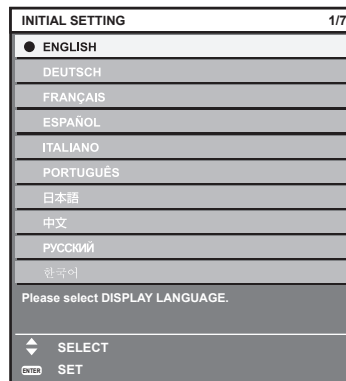 INITIAL SETTING 1/7
ENGLISH
DEUTSCH
FRANÇAIS
ESPAÑOL
ITALIANO
PORTUGUÊS
日本語
中文
РУССКИЙ
한국어
Please select DISPLAY LANGUAGE.
SELECT
ENTER SET